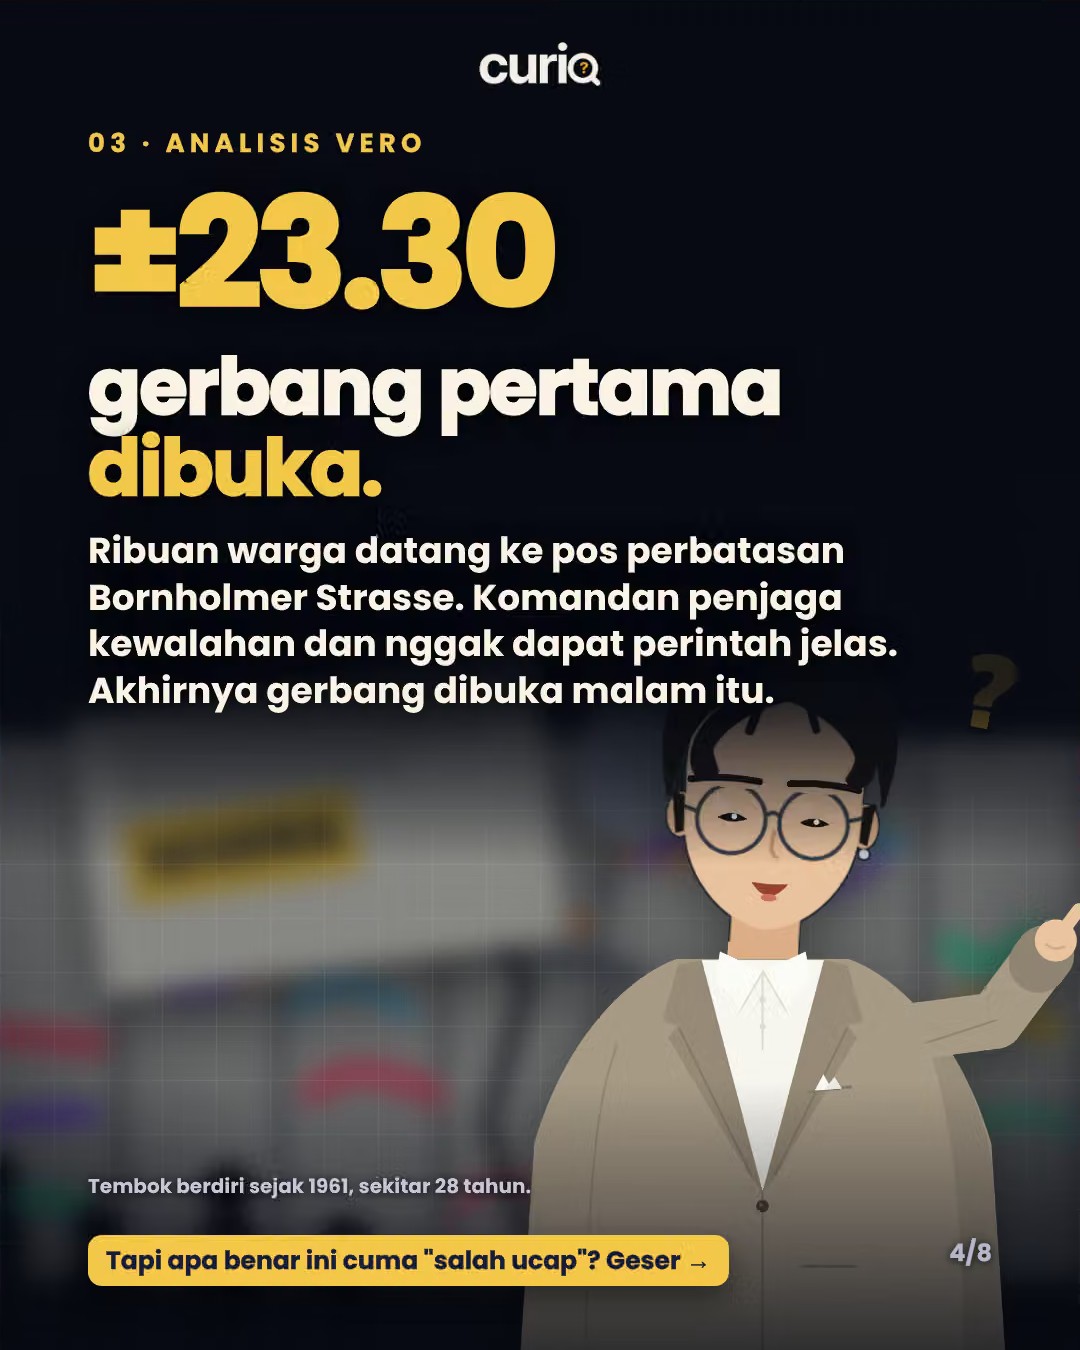 curiq
03 · ANALISIS VERO
±23.30
gerbang pertama
dibuka.
Ribuan warga datang ke pos perbatasan
Bornholmer Strasse. Komandan penjaga
kewalahan dan nggak dapat perintah jelas.
Akhirnya gerbang dibuka malam itu.
?
Tembok berdiri sejak 1961, sekitar 28 tahun.
Tapi apa benar ini cuma "salah ucap"? Geser →
4/8